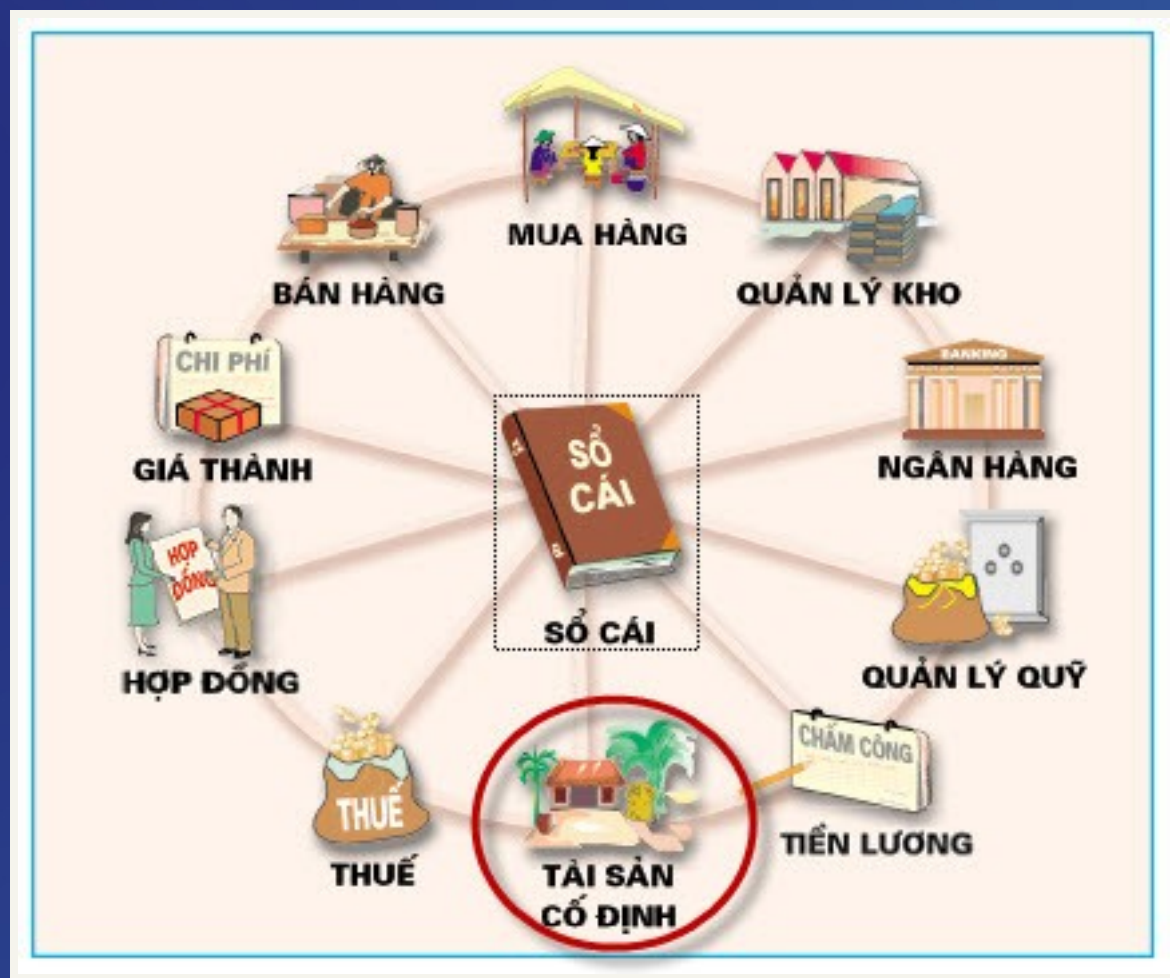 MUA HÀNG
BÁN HÀNG
QUẢN LÝ KHO
CHI PHÍ
GIÁ THÀNH
BANKING
NGÂN HÀNG
SỔ
CÁI
SỔ CÁI
HỢP
ĐỒNG
HỢP ĐỒNG
QUẢN LÝ QUỸ
CHẤM CÔNG
TIỀN LƯƠNG
THUẾ
THUẾ
TÀI SẢN
CỐ ĐỊNH